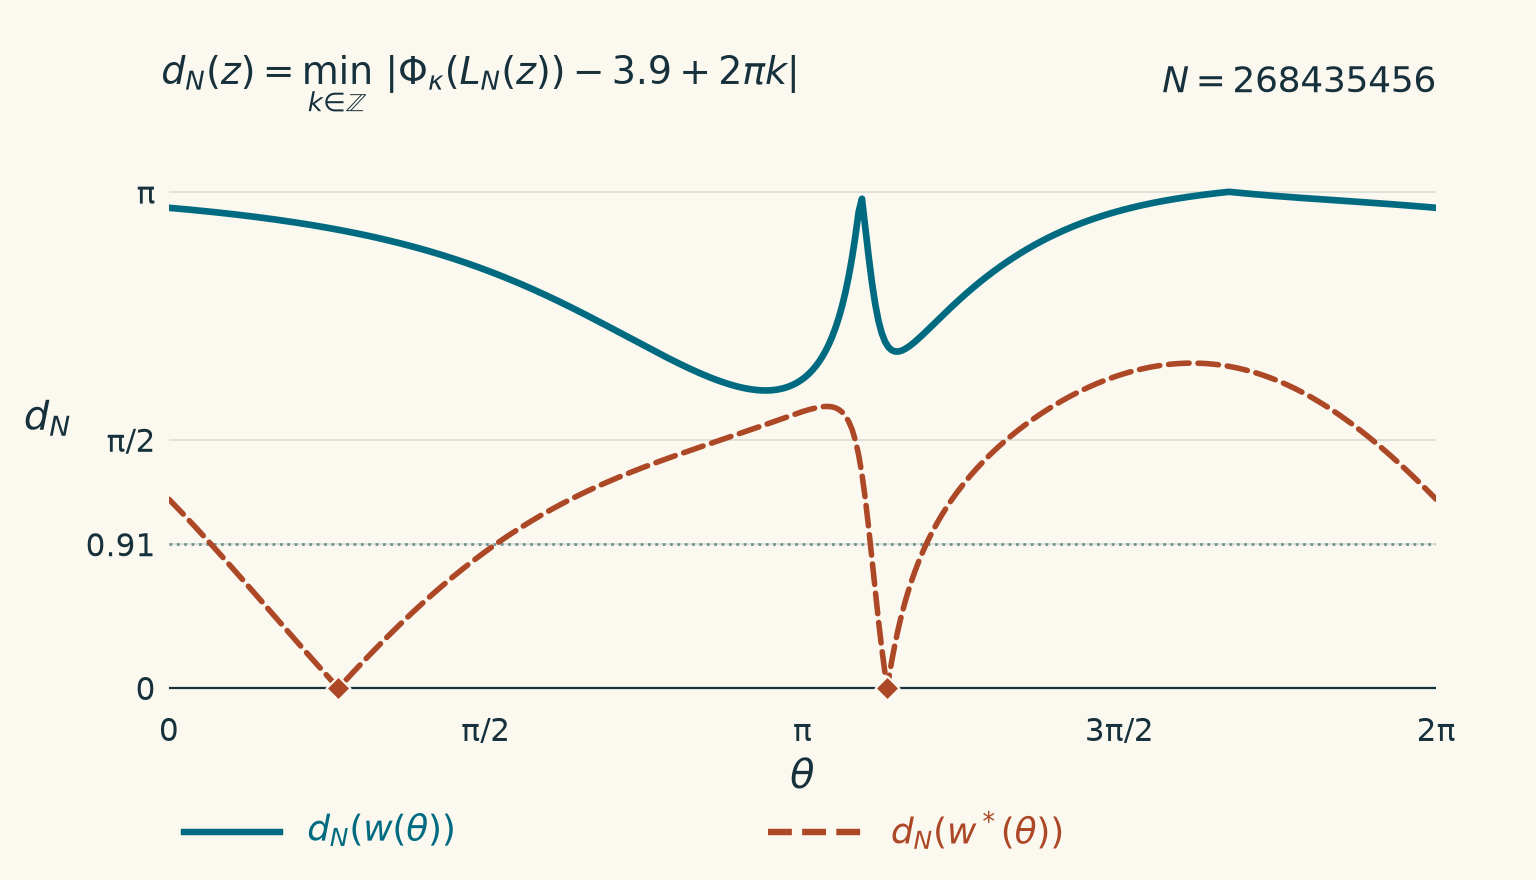 d_N(z) = min_{k∈ℤ} |Φ_κ(L_N(z)) − 3.9 + 2πk|
N = 268435456
π
d_N
π/2
0.91
0
0 π/2 π 3π/2 2π
θ
d_N(w(θ)) d_N(w*(θ))